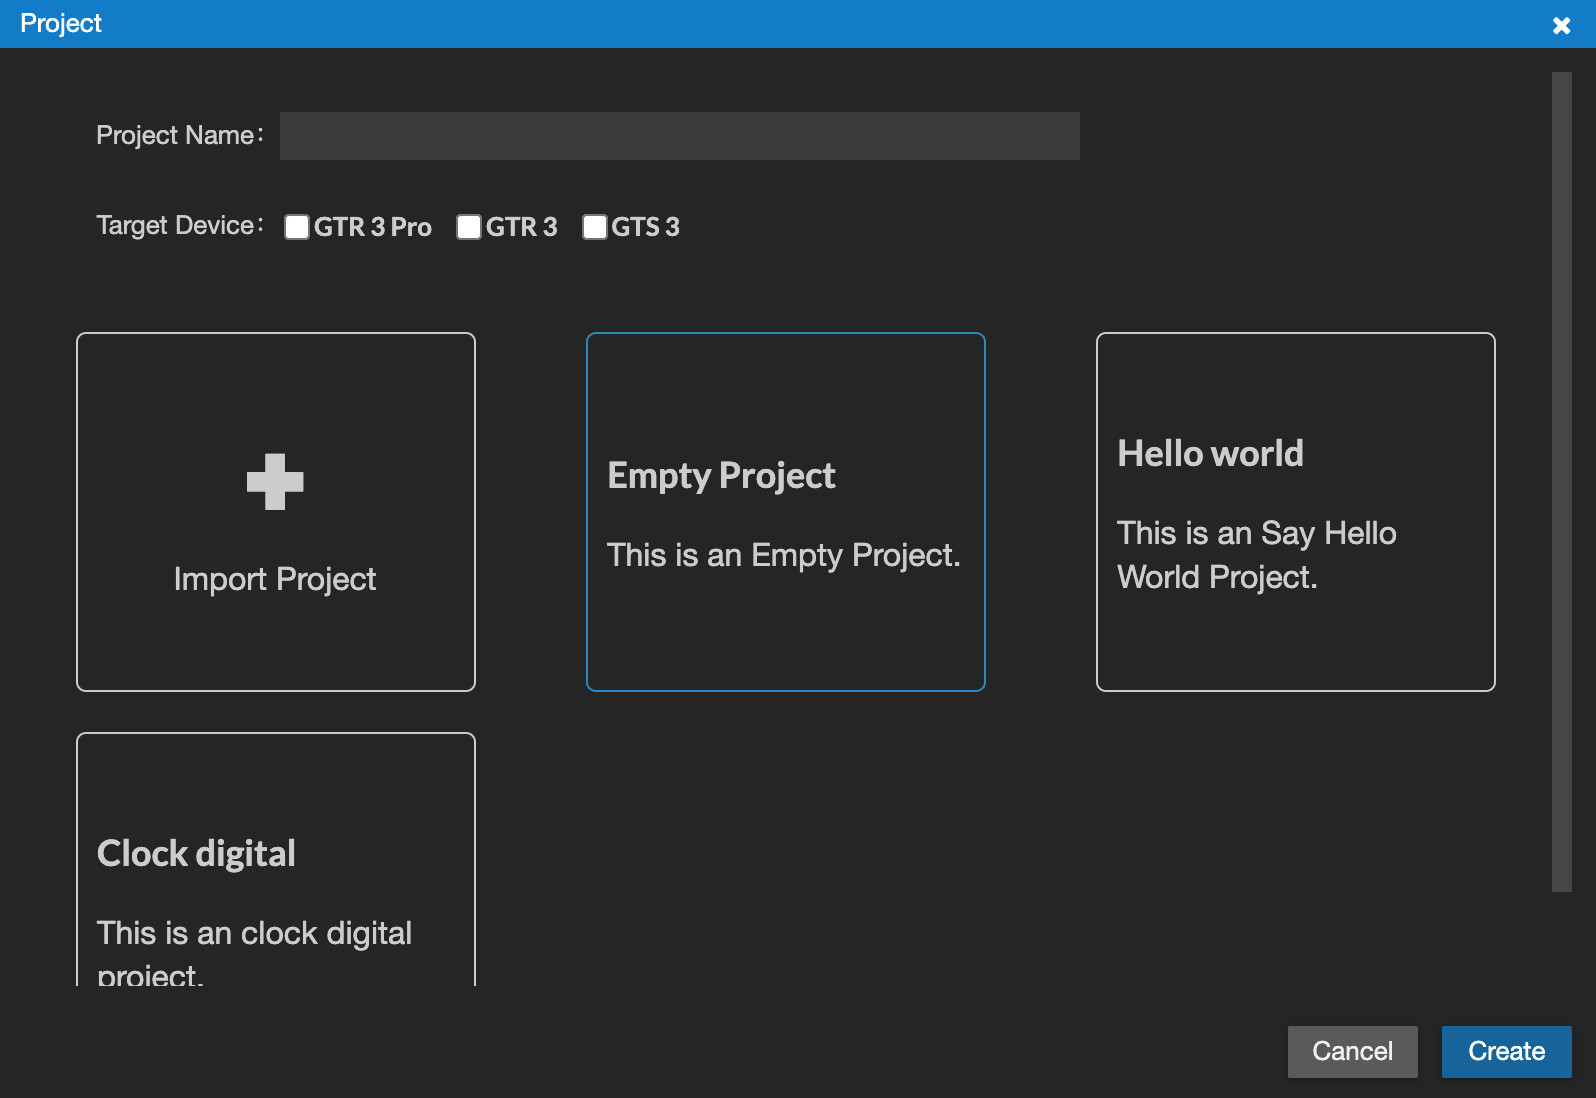 Project
Project Name:
Target Device: GTR 3 Pro GTR 3 GTS 3
Import Project
Empty Project
This is an Empty Project.
Hello world
This is an Say Hello
World Project.
Clock digital
This is an clock digital
project.
Cancel Create